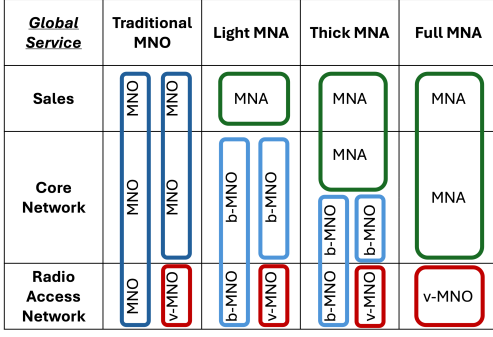 Global
Service
Traditional
MNO
Light MNA
Thick MNA
Full MNA
Sales
MNO
MNO
MNA
MNA
MNA
Core
Network
MNO
MNO
b-MNO
b-MNO
MNA
b-MNO
b-MNO
MNA
Radio
Access
Network
MNO
v-MNO
b-MNO
v-MNO
b-MNO
v-MNO
v-MNO